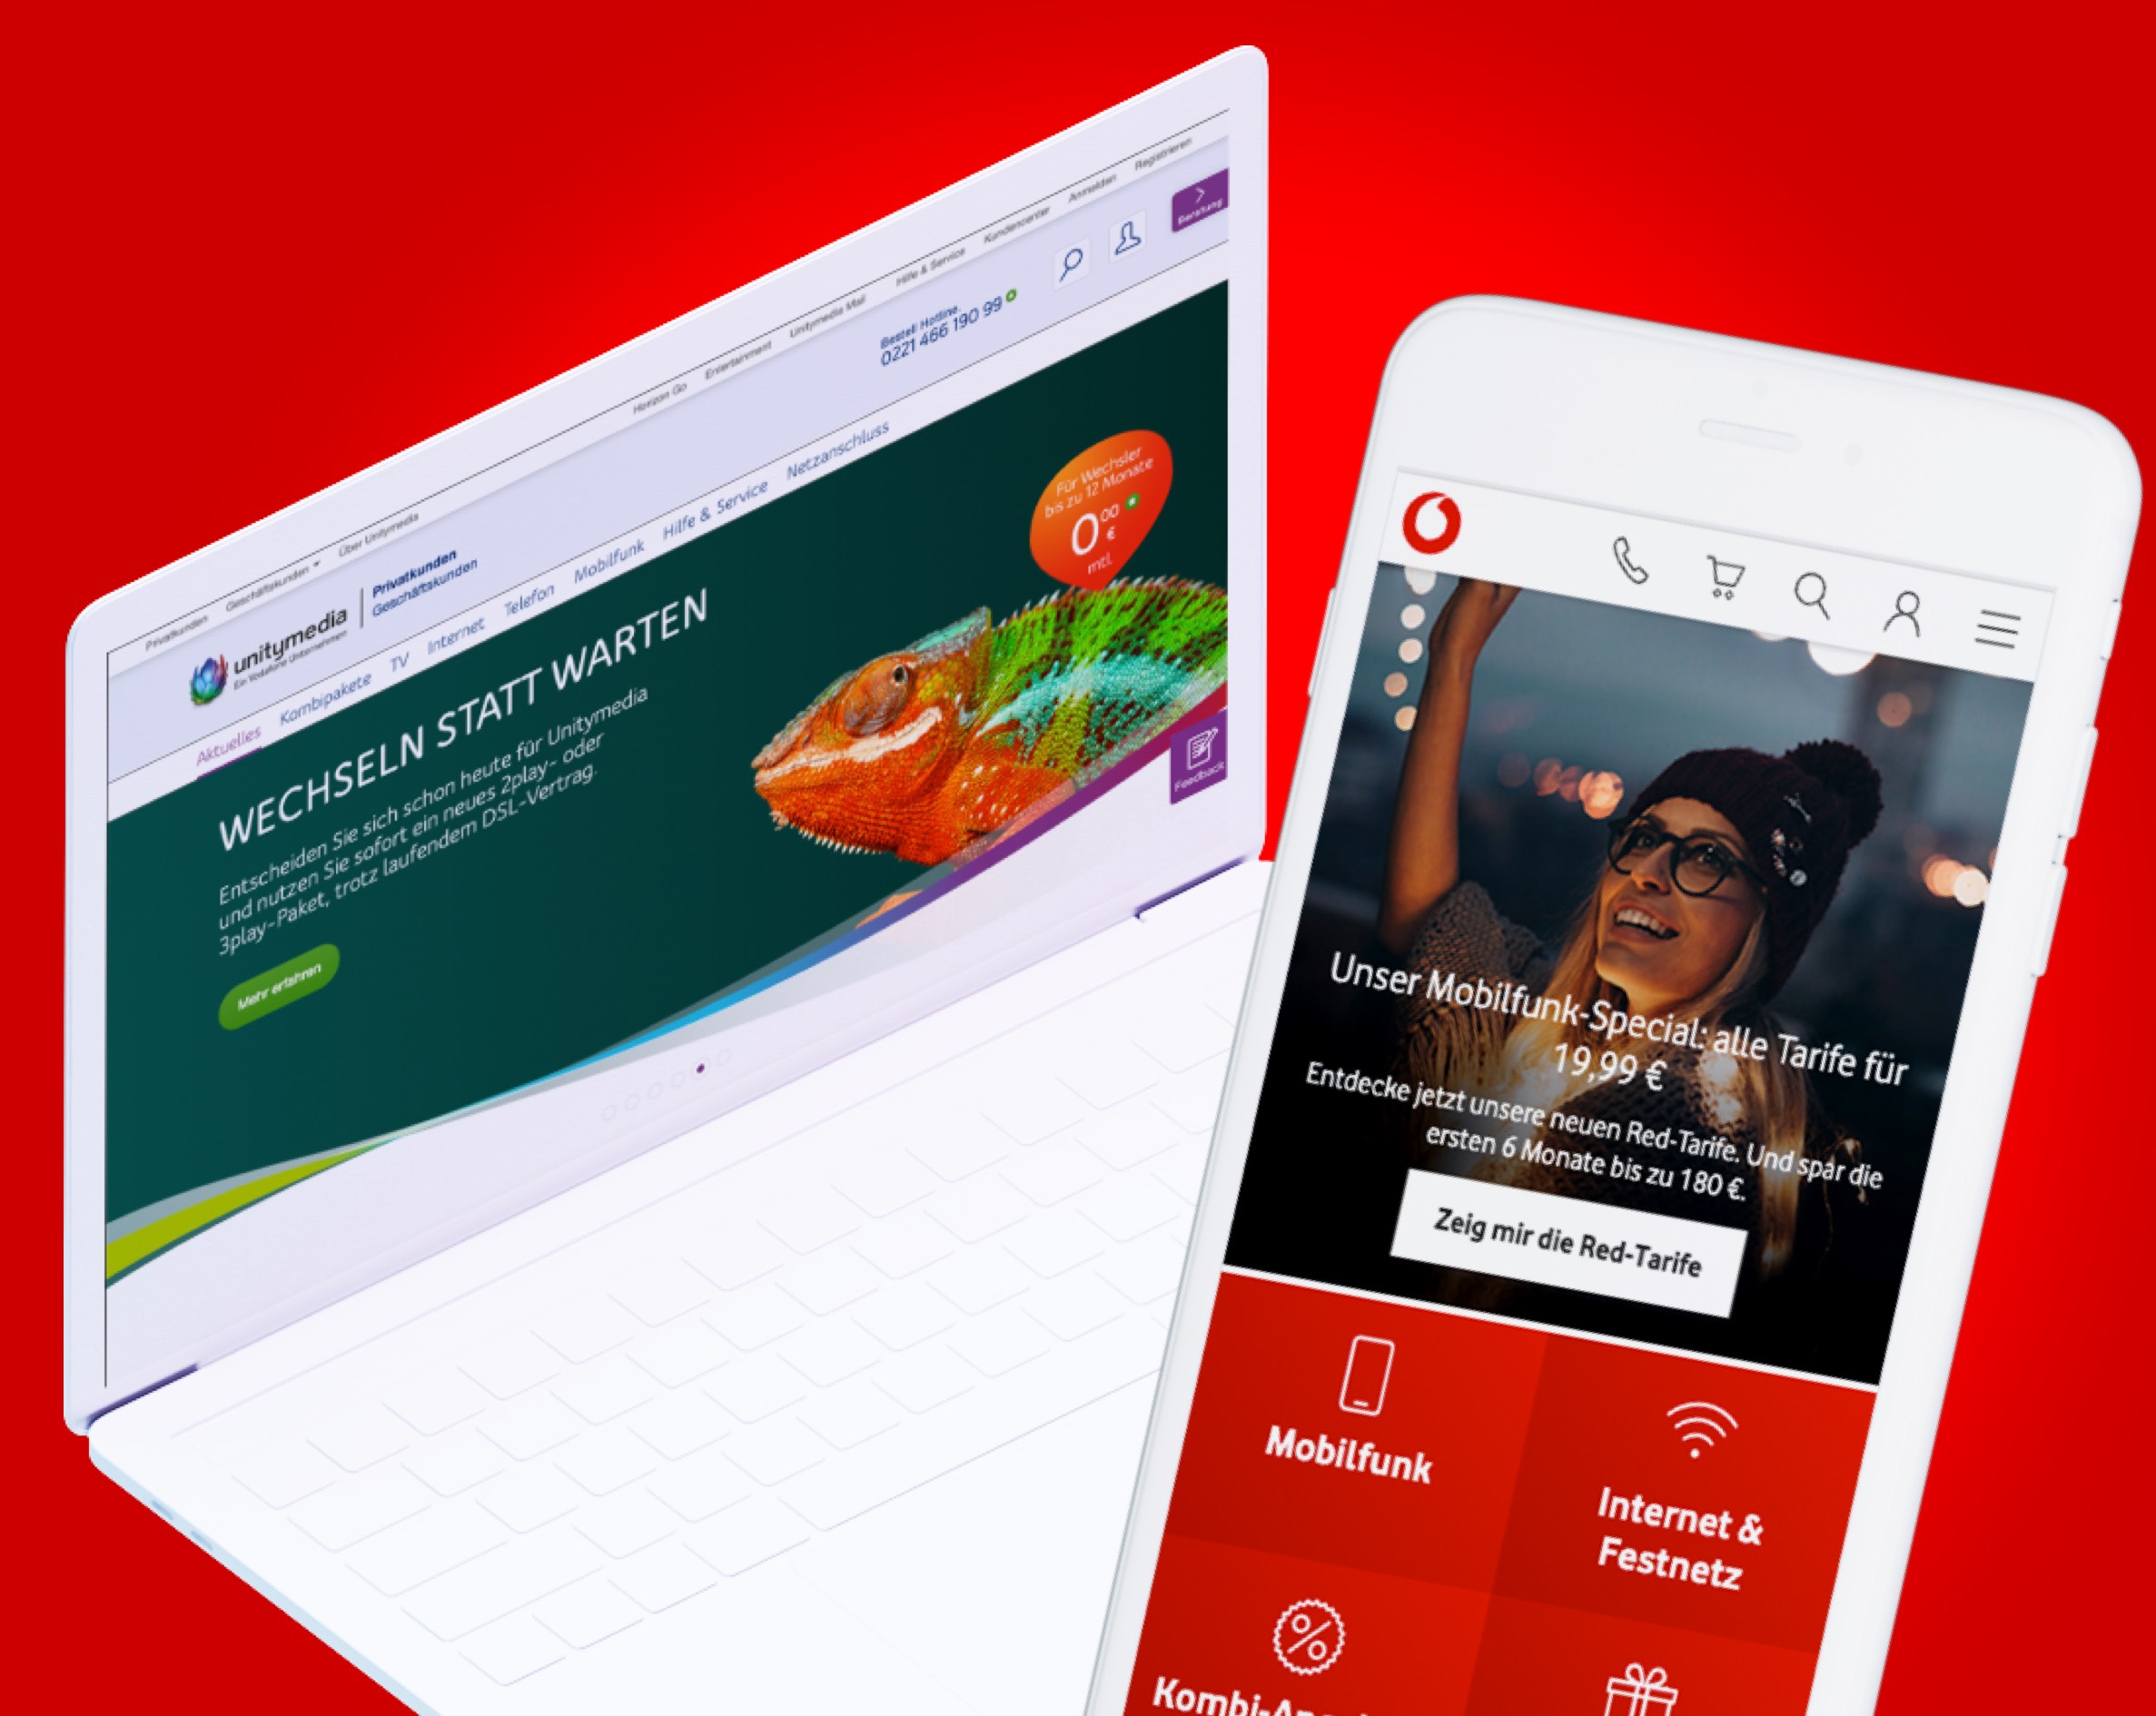 Privatkunden
Geschäftskunden
Über Unitymedia
Horizon Go
Entertainment
Unitymedia Mail
Hilfe & Service
Kundencenter
Anmelden
Registrieren
unitymedia
Ein Vodafone Unternehmen
Privatkunden
Geschäftskunden
Bestell Hotline
0221 466 190 99
Beratung
Aktuelles
Kombipakete
TV
Internet
Telefon
Mobilfunk
Hilfe & Service
Netzanschluss
WECHSELN STATT WARTEN
Entscheiden Sie sich schon heute für Unitymedia
und nutzen Sie sofort ein neues 2play- oder
3play-Paket, trotz laufendem DSL-Vertrag.
Mehr erfahren
Für Wechsler
bis zu 12 Monate
0,00 €
mtl.
Feedback
Unser Mobilfunk-Special: alle Tarife für
19,99 €
Entdecke jetzt unsere neuen Red-Tarife. Und spar die
ersten 6 Monate bis zu 180 €.
Zeig mir die Red-Tarife
Mobilfunk
Internet &
Festnetz